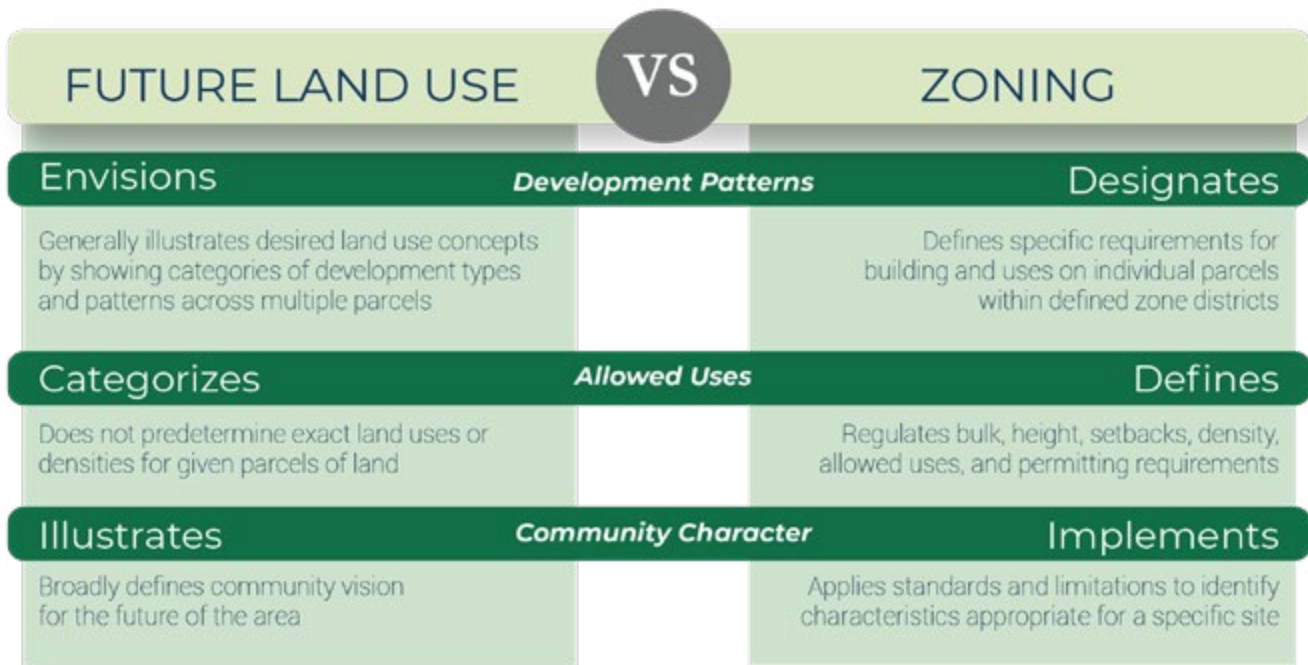 FUTURE LAND USE
VS
ZONING
Envisions
Development Patterns
Designates
Generally illustrates desired land use concepts
by showing categories of development types
and patterns across multiple parcels
Defines specific requirements for
building and uses on individual parcels
within defined zone districts
Categorizes
Allowed Uses
Defines
Does not predetermine exact land uses or
densities for given parcels of land
Regulates bulk, height, setbacks, density,
allowed uses, and permitting requirements
Illustrates
Community Character
Implements
Broadly defines community vision
for the future of the area
Applies standards and limitations to identify
characteristics appropriate for a specific site